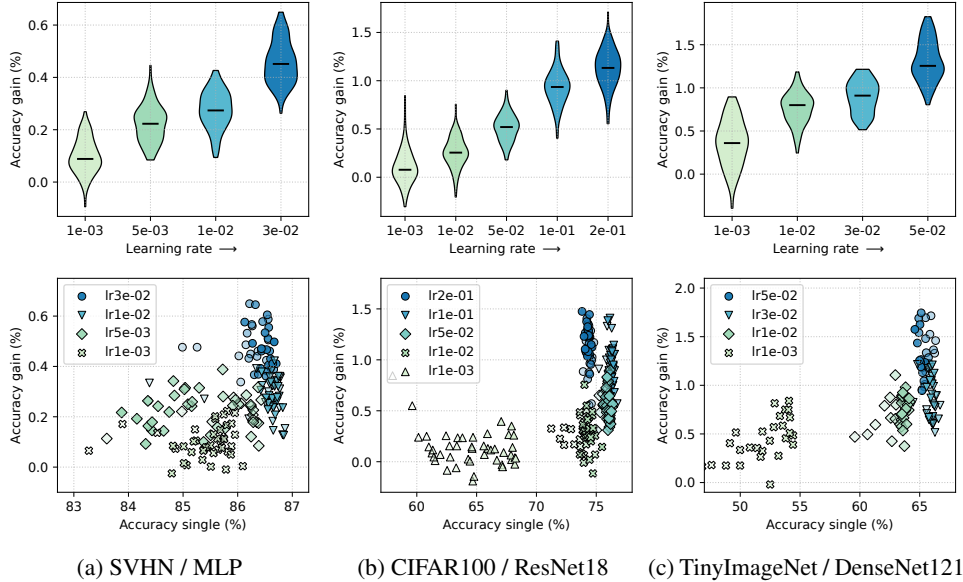 Accuracy gain (%)
0.6
0.4
0.2
0.0
1e-03 5e-03 1e-02 3e-02
Learning rate →
Accuracy gain (%)
1.5
1.0
0.5
0.0
1e-03 1e-02 5e-02 1e-01 2e-01
Learning rate →
Accuracy gain (%)
1.5
1.0
0.5
0.0
1e-03 1e-02 3e-02 5e-02
Learning rate →
Accuracy gain (%)
0.6
0.4
0.2
0.0
lr3e-02
lr1e-02
lr5e-03
lr1e-03
83 84 85 86 87
Accuracy single (%)
Accuracy gain (%)
1.5
1.0
0.5
0.0
lr2e-01
lr1e-01
lr5e-02
lr1e-02
lr1e-03
60 65 70 75
Accuracy single (%)
Accuracy gain (%)
2.0
1.5
1.0
0.5
0.0
lr5e-02
lr3e-02
lr1e-02
lr1e-03
50 55 60 65
Accuracy single (%)
(a) SVHN / MLP
(b) CIFAR100 / ResNet18
(c) TinyImageNet / DenseNet121